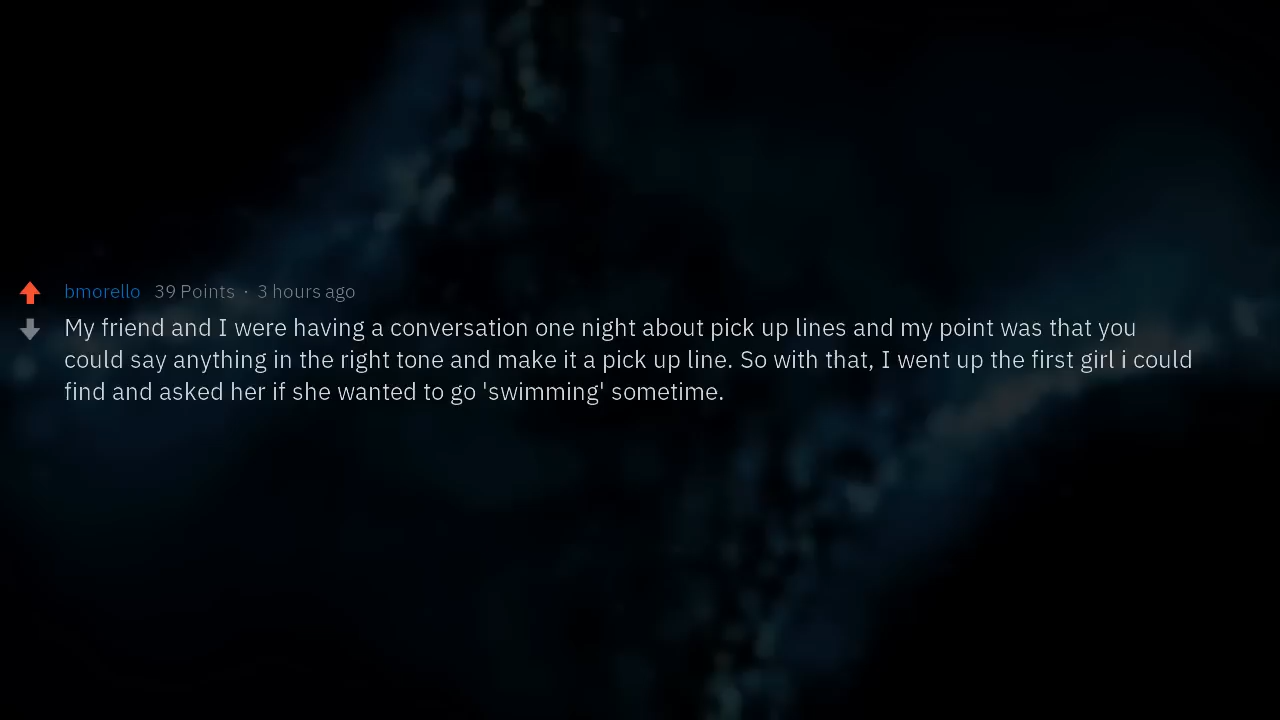 bmorello 39 Points · 3 hours ago
My friend and I were having a conversation one night about pick up lines and my point was that you
could say anything in the right tone and make it a pick up line. So with that, I went up the first girl i could
find and asked her if she wanted to go 'swimming' sometime.